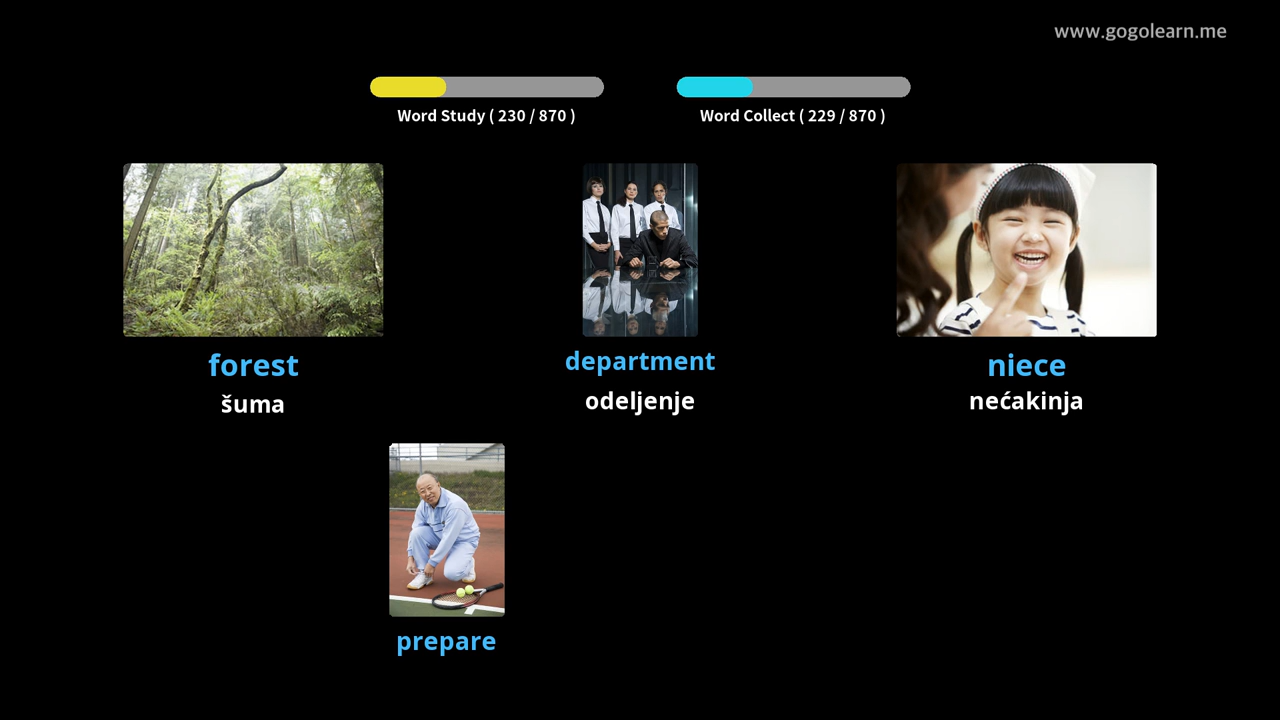 www.gogolearn.me
Word Study ( 230 / 870 )
Word Collect ( 229 / 870 )
forest
šuma
department
odeljenje
niece
nećakinja
prepare